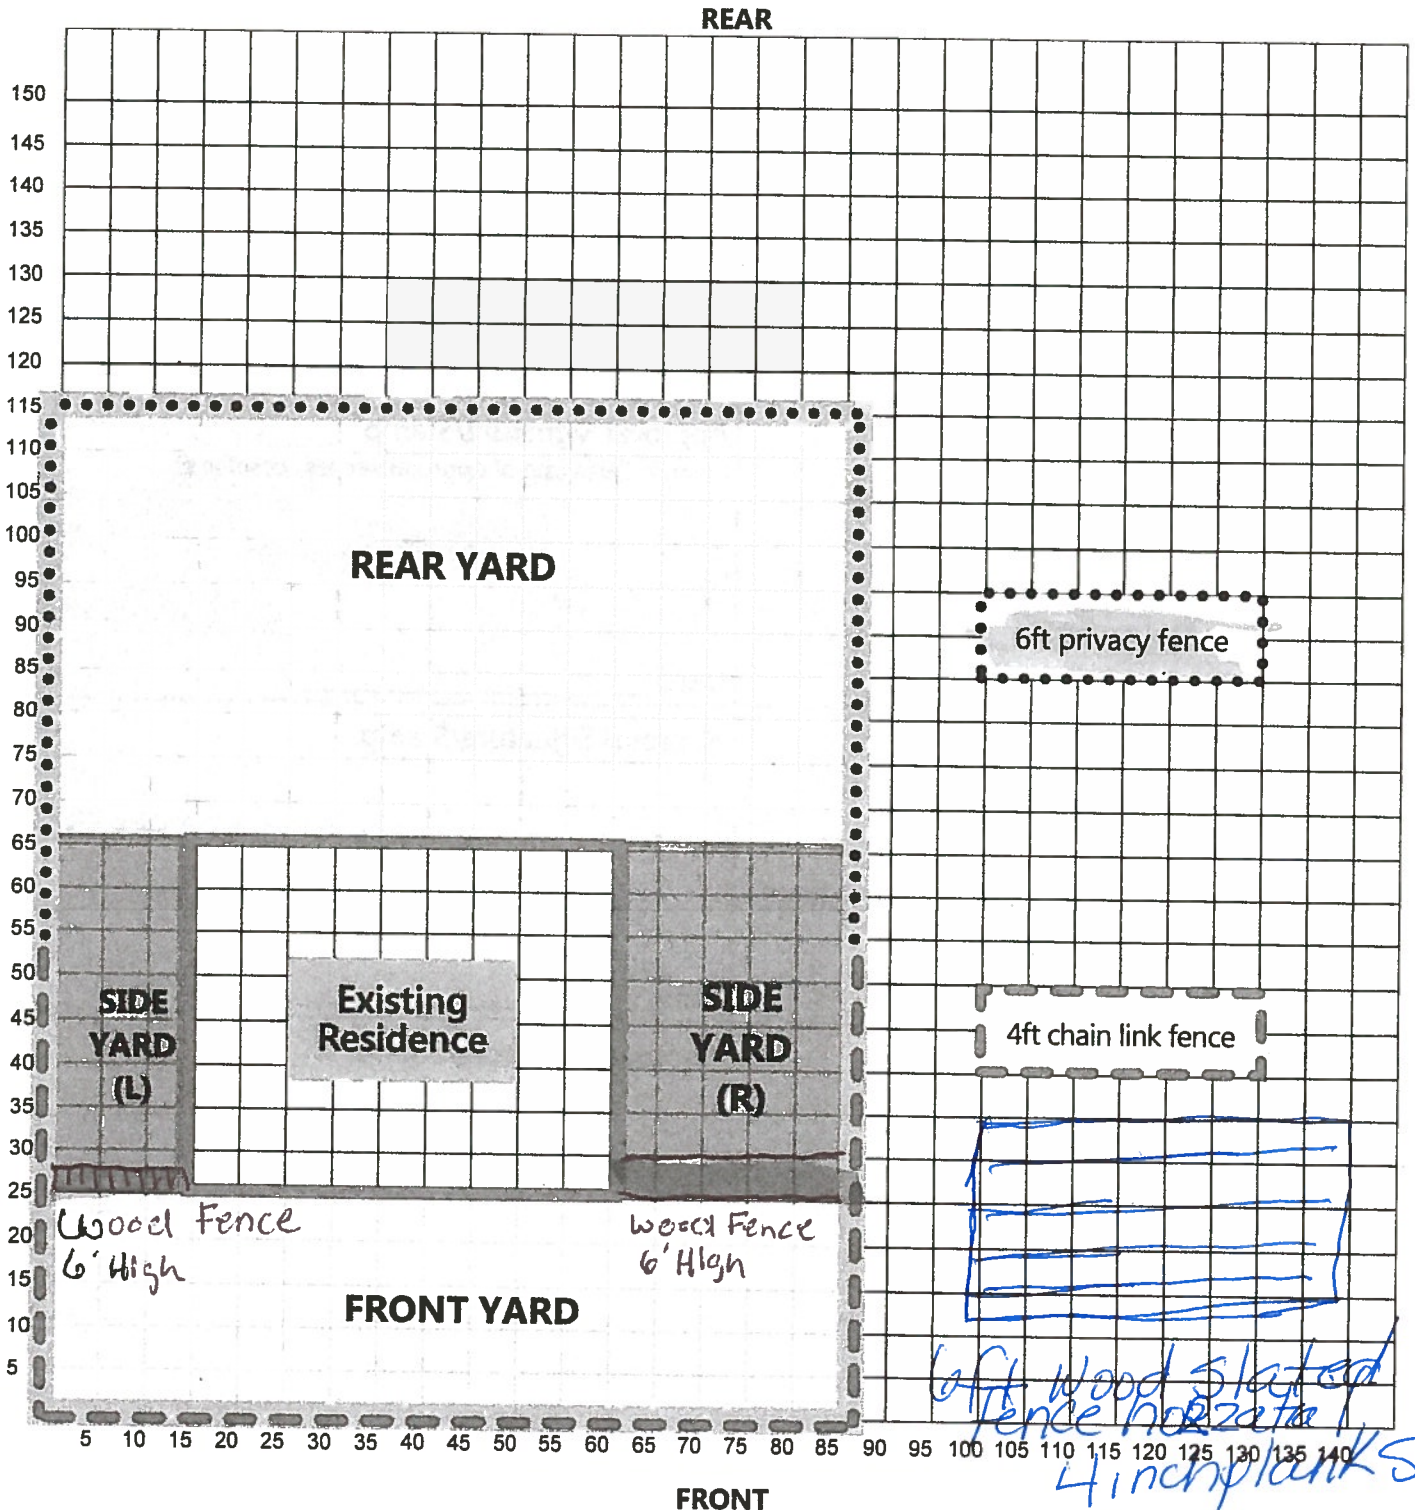 REAR
150
145
140
135
130
125
120
115
110
105
100
95
90
85
80
75
70
65
60
55
50
45
40
35
30
25
20
15
10
5
REAR YARD
6ft privacy fence
SIDE
YARD
(L)
Existing
Residence
SIDE
YARD
(R)
4ft chain link fence
Wood Fence
6' High
Wood Fence
6' High
FRONT YARD
6ft Wood Slated
fence
4inch planks
5 10 15 20 25 30 35 40 45 50 55 60 65 70 75 80 85 90 95 100 105 110 115 120 125 130 135 140
FRONT